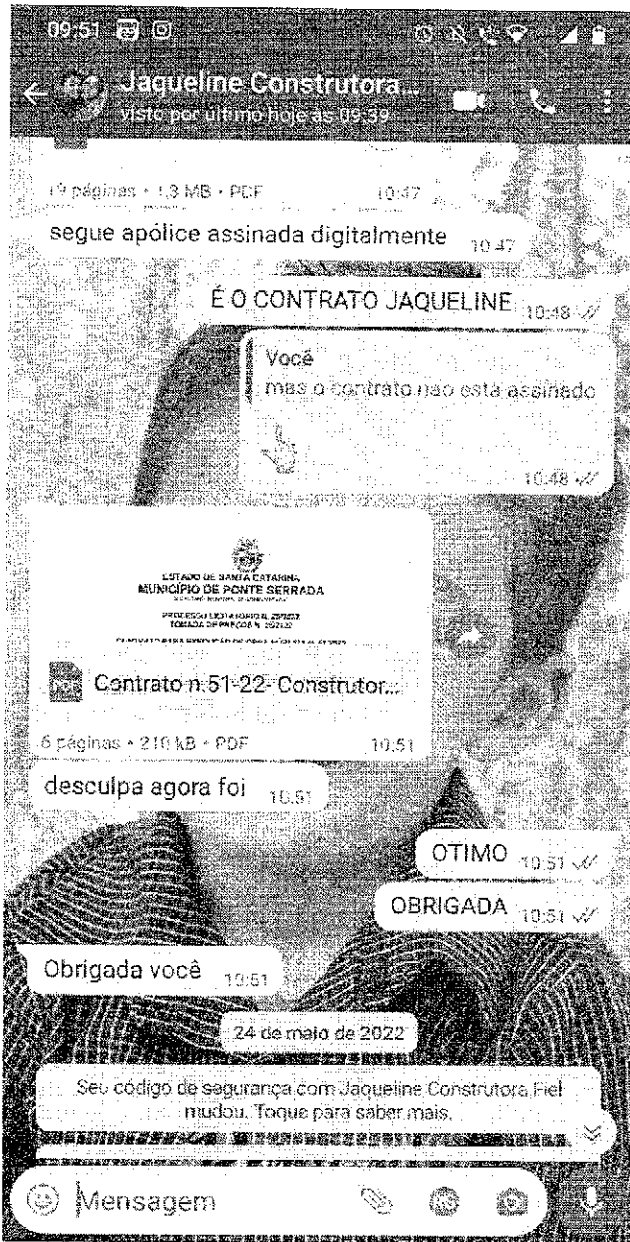 09:51
Jaqueline Construtora...
visto por último hoje às 09:39
19 páginas • 1,3 MB • PDF 10:47
segue apólice assinada digitalmente 10:47
É O CONTRATO JAQUELINE 10:48
Você
mas o contrato nao esta assinado
10:48
ESTADO DE SANTA CATARINA
MUNICÍPIO DE PONTE SERRADA
Contrato n.51-22- Construtor...
6 páginas • 210 kB • PDF 10:51
desculpa agora foi 10:51
OTIMO 10:51
OBRIGADA 10:51
Obrigada você 10:51
24 de maio de 2022
Seu código de segurança com Jaqueline Construtora Fiel
mudou. Toque para saber mais.
Mensagem